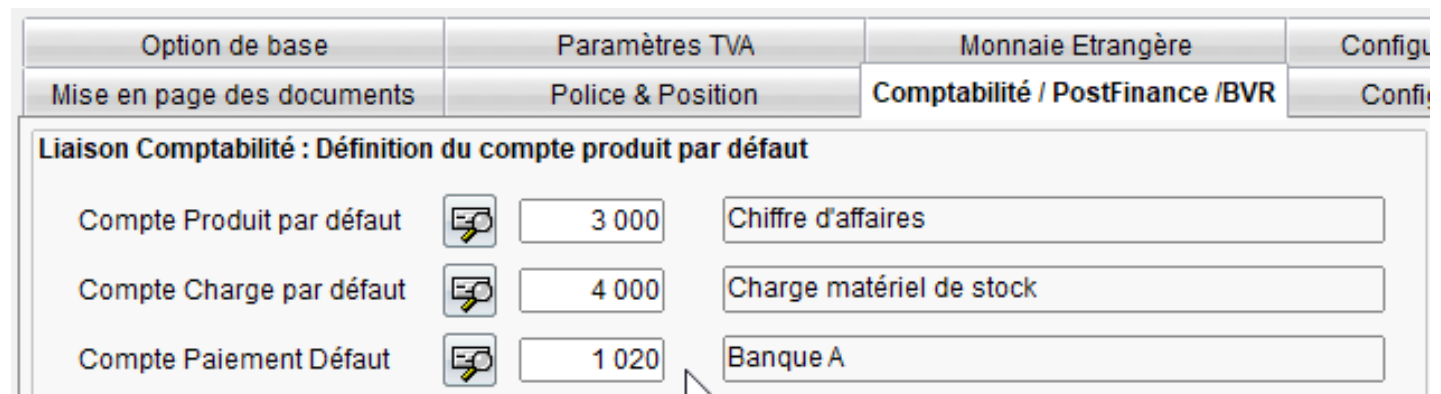 Option de base Paramètres TVA Monnaie Etrangère
Mise en page des documents Police & Position Comptabilité / PostFinance /BVR
Liaison Comptabilité : Définition du compte produit par défaut
Compte Produit par défaut 3 000 Chiffre d'affaires
Compte Charge par défaut 4 000 Charge matériel de stock
Compte Paiement Défaut 1 020 Banque A